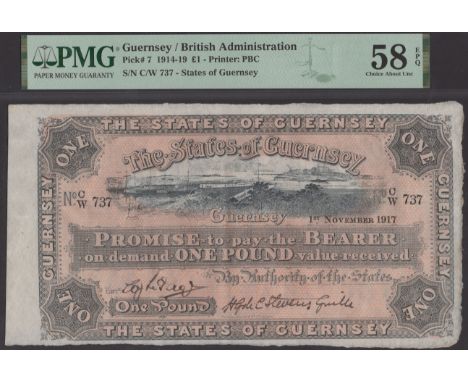 PMG
PAPER MONEY GUARANTY
Guernsey / British Administration
Pick# 7 1914-19 £1 - Printer: PBC
S/N C/W 737 - States of Guernsey
58 EPQ
Choice About Unc
THE STATES OF GUERNSEY
ONE
ONE
The States of Guernsey
No C/W 737
No C/W 737
Guernsey
1st NOVEMBER 1917
GUERNSEY
GUERNSEY
PROMISE to pay the BEARER
on demand ONE POUND value received
By Authority of the States
ONE
One Pound
ONE
THE STATES OF GUERNSEY